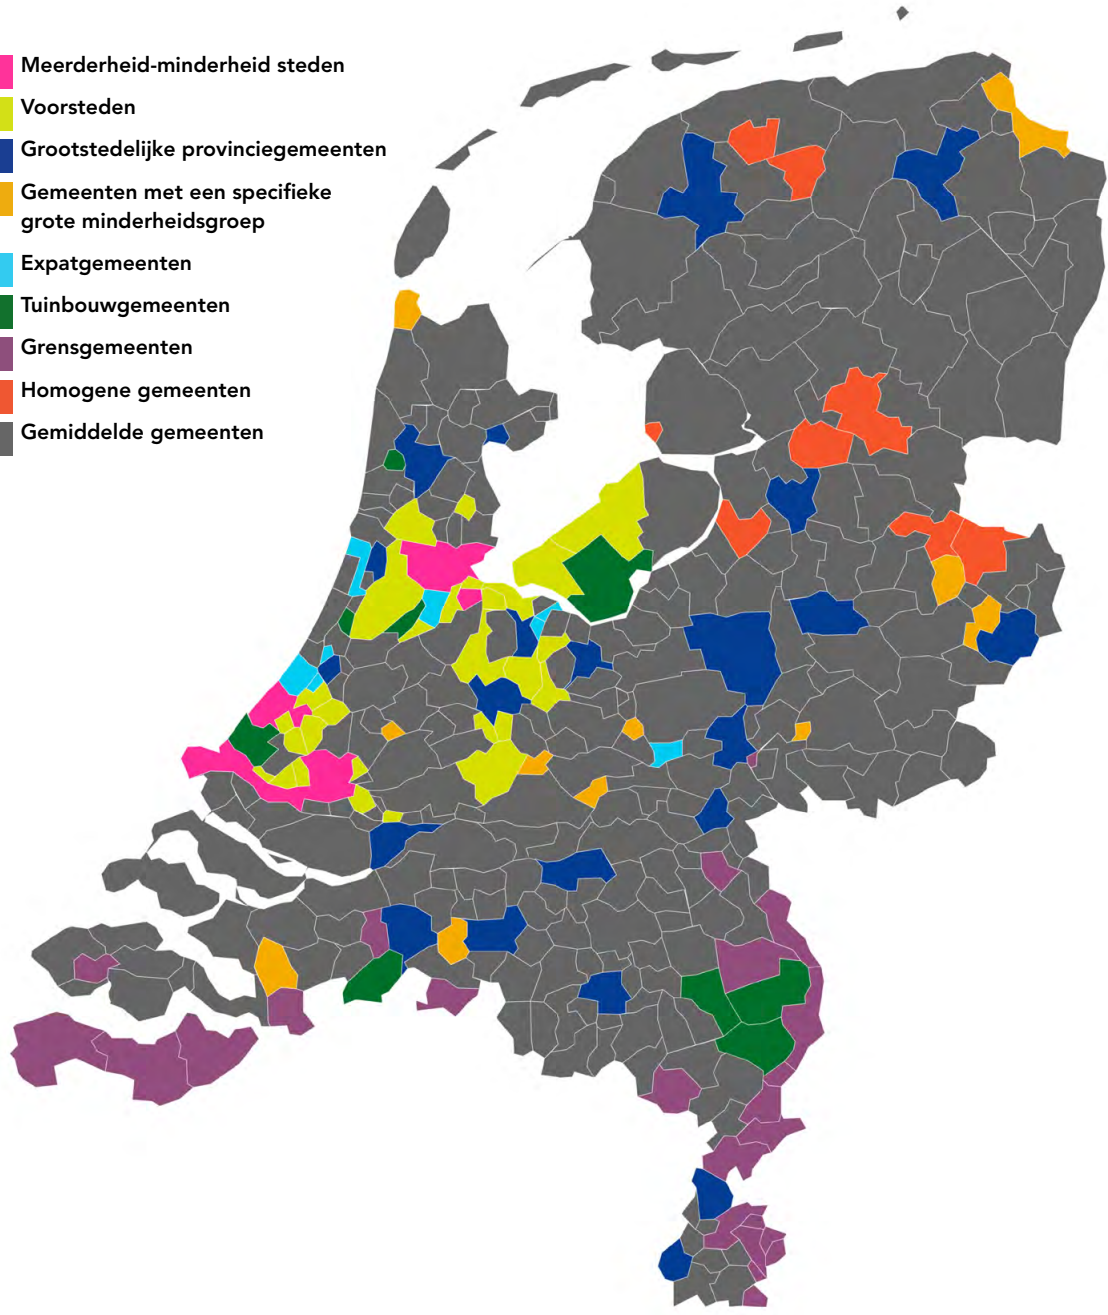 Meerderheid-minderheid steden
Voorsteden
Grootstedelijke provinciegemeenten
Gemeenten met een specifieke
grote minderheidsgroep
Expatgemeenten
Tuinbouwgemeenten
Grensgemeenten
Homogene gemeenten
Gemiddelde gemeenten